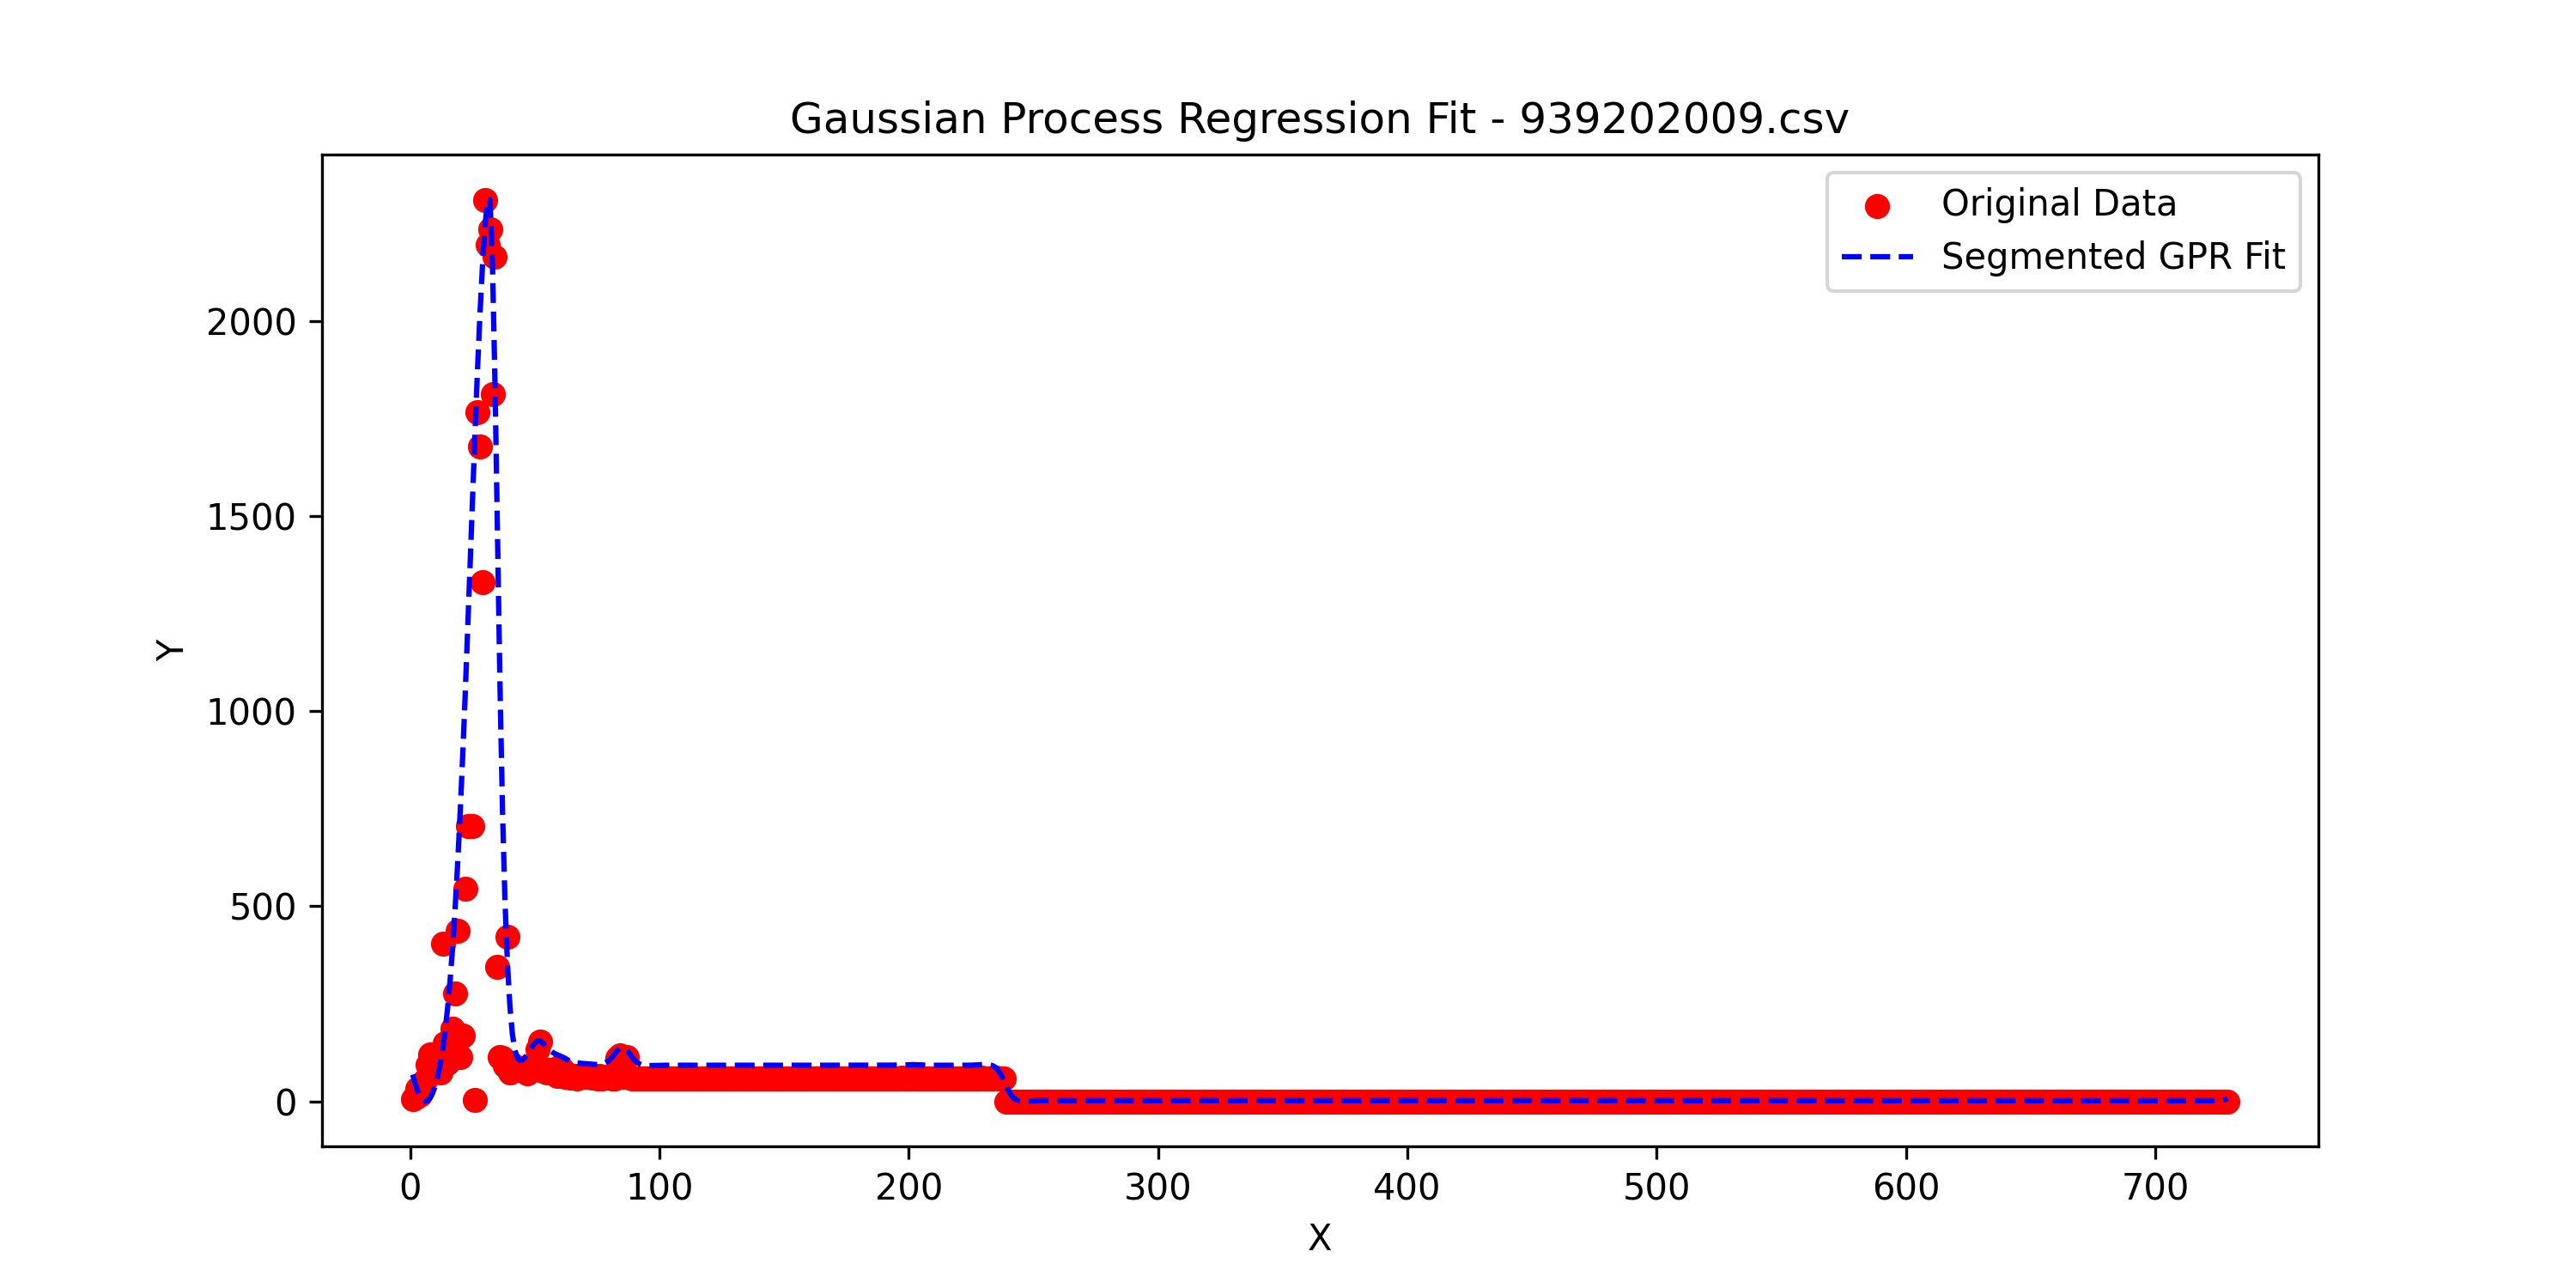 Gaussian Process Regression Fit - 939202009.csv
Original Data
Segmented GPR Fit
Y
2000
1500
1000
500
0
0 100 200 300 400 500 600 700
X